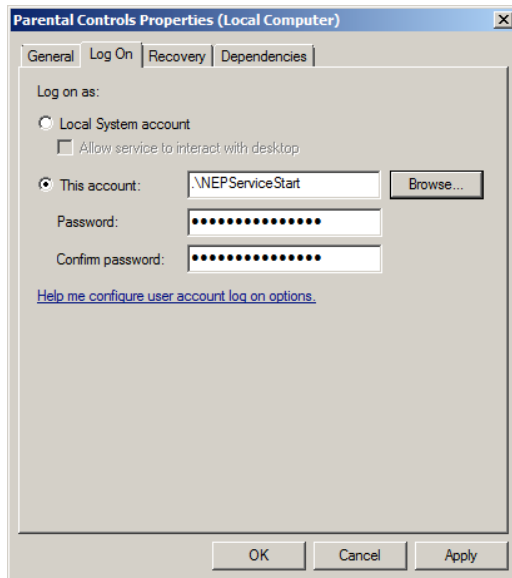 Parental Controls Properties (Local Computer)
General Log On Recovery Dependencies
Log on as:
Local System account
Allow service to interact with desktop
This account: .\NEPServiceStart Browse...
Password: ●●●●●●●●●●●●●●●
Confirm password: ●●●●●●●●●●●●●●●
Help me configure user account log on options.
OK Cancel Apply